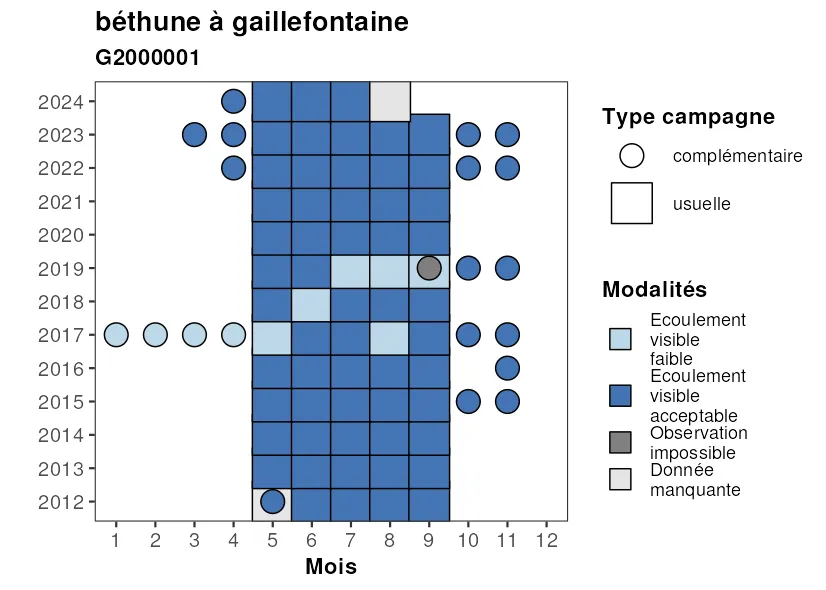 béthune à gaillefontaine
G2000001
2024
2023
2022
2021
2020
2019
2018
2017
2016
2015
2014
2013
2012
1 2 3 4 5 6 7 8 9 10 11 12
Mois
Type campagne
complémentaire
usuelle
Modalités
Ecoulement
visible
faible
Ecoulement
visible
acceptable
Observation
impossible
Donnée
manquante